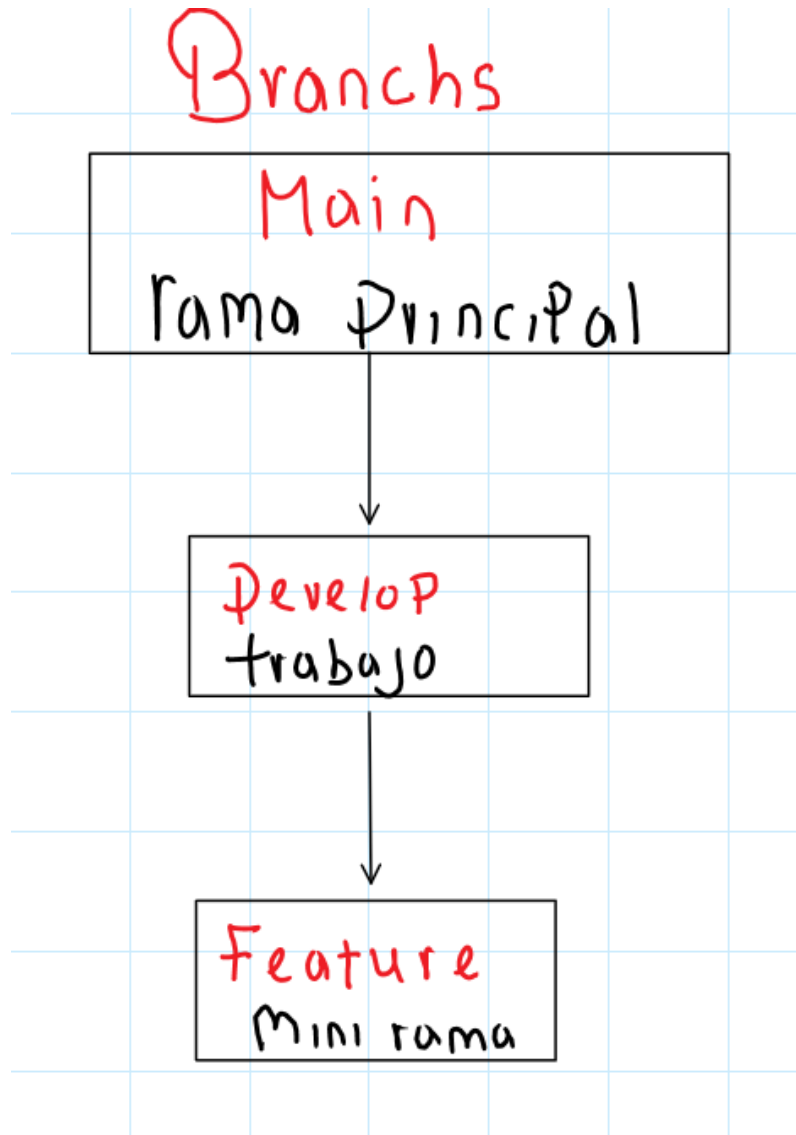 Branchs
Main
rama principal
Develop
trabajo
Feature
Mini rama